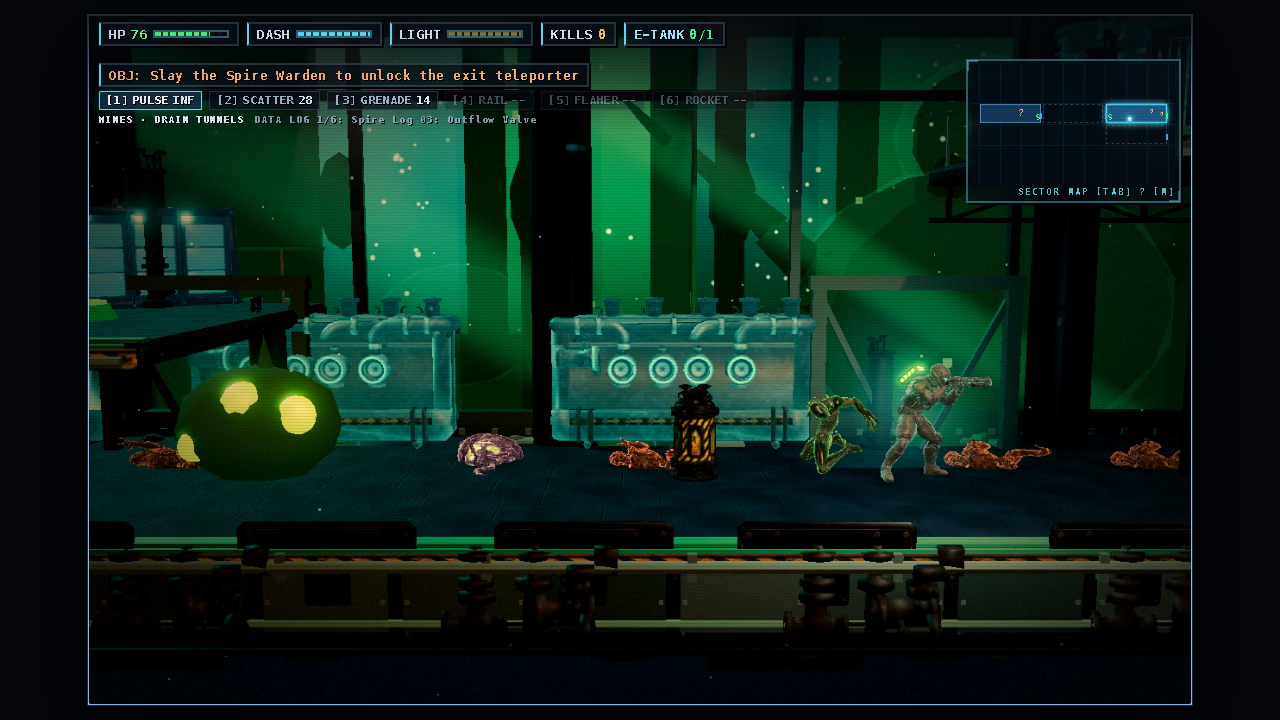 HP 76 DASH LIGHT KILLS 0 E-TANK 0/1
OBJ: Slay the Spire Warden to unlock the exit teleporter
[1] PULSE INF [2] SCATTER 28 [3] GRENADE 14 [4] RAIL -- [5] FLAMER -- [6] ROCKET --
MINES · DRAIN TUNNELS DATA LOG 1/6: Spire Log 03: Outflow Valve
? S S ? ?
SECTOR MAP [TAB] ? [M]